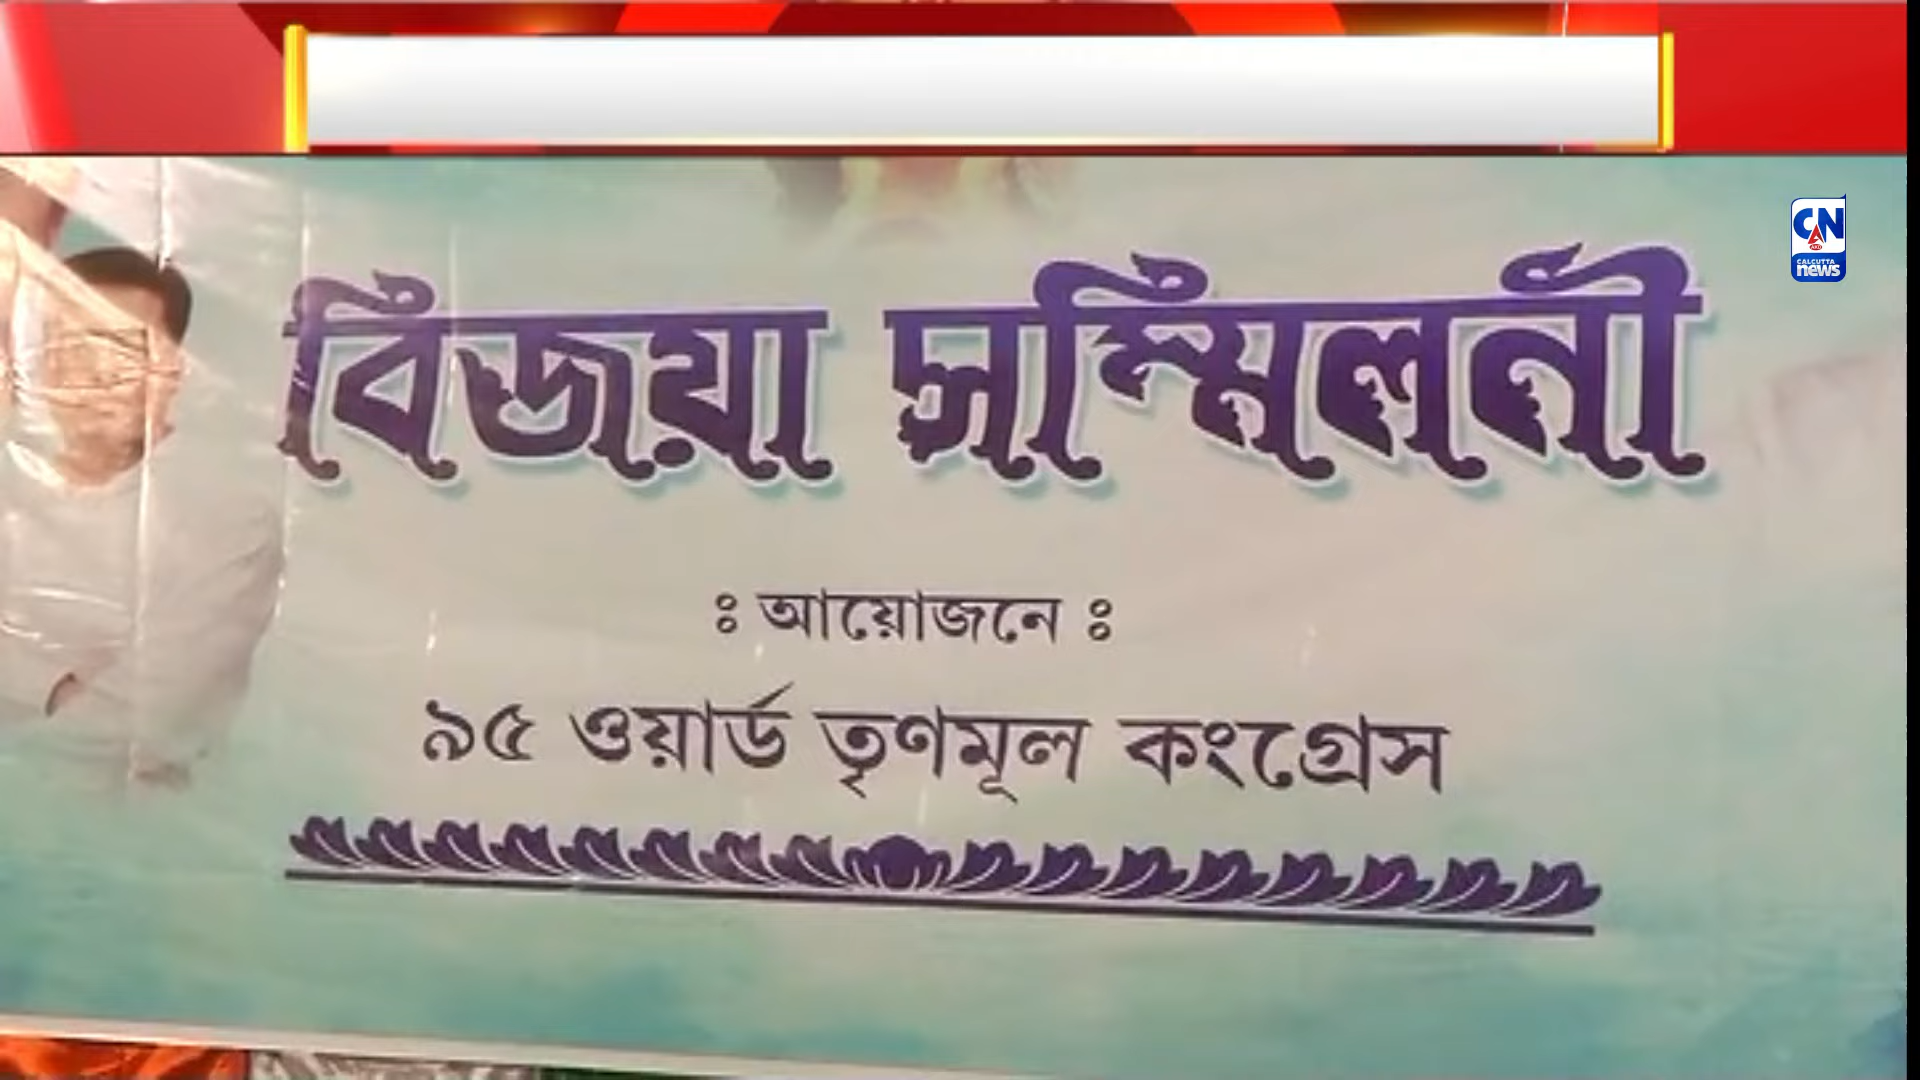 CN
CALCUTTA
news
বিজয়া সম্মিলনী
ঃ আয়োজনে ঃ
৯৫ ওয়ার্ড তৃণমূল কংগ্রেস